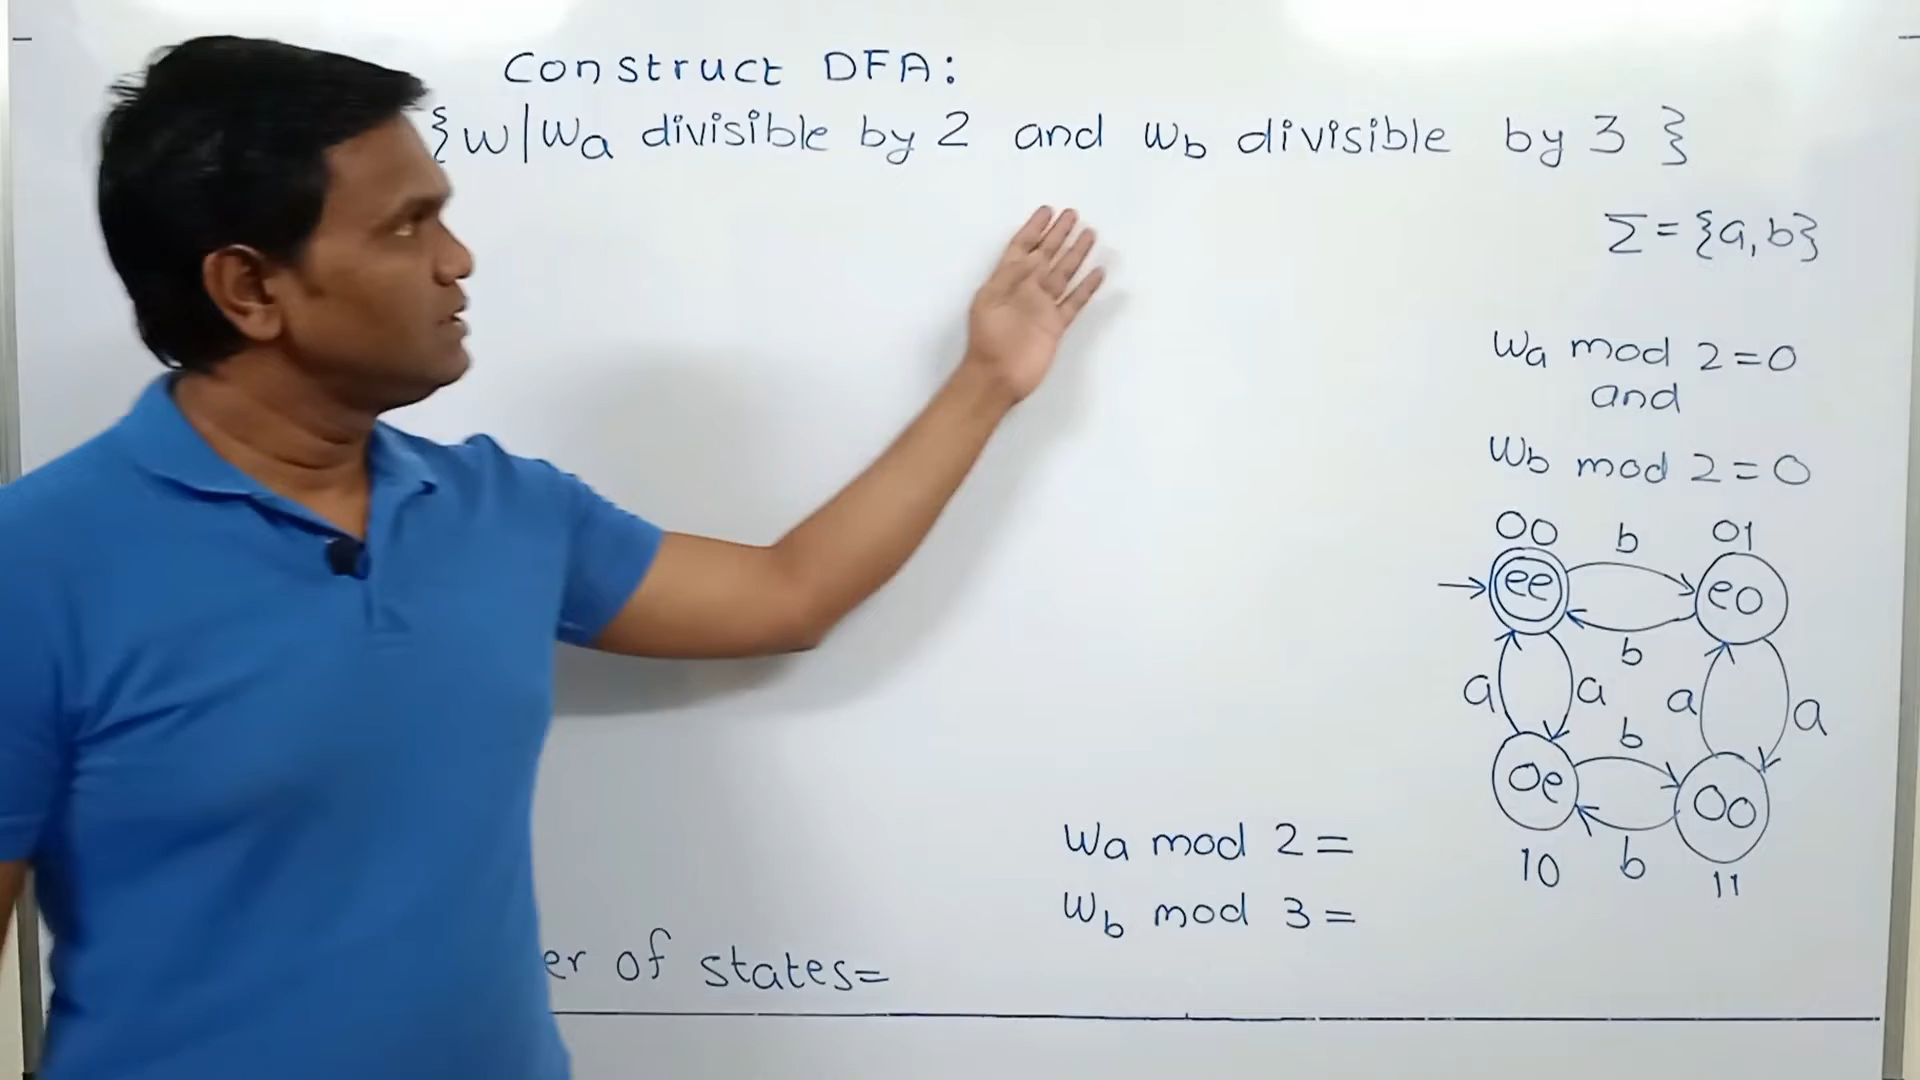 Construct DFA:
{w|wa divisible by 2 and wb divisible by 3 }
Σ = {a,b}
wa mod 2=0
and
wb mod 2=0
00 b 01
ee eo
b
a a a a
b
oe oo
10 b 11
wa mod 2=
wb mod 3=
of states=